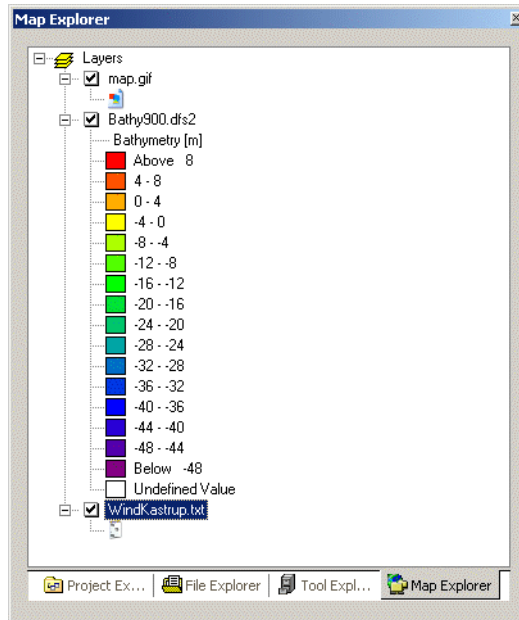 Map Explorer
Layers
map.gif
Bathy900.dfs2
Bathymetry [m]
Above 8
4 - 8
0 - 4
-4 - 0
-8 - -4
-12 - -8
-16 - -12
-20 - -16
-24 - -20
-28 - -24
-32 - -28
-36 - -32
-40 - -36
-44 - -40
-48 - -44
Below -48
Undefined Value
WindKastrup.txt
Project Ex... File Explorer Tool Expl... Map Explorer